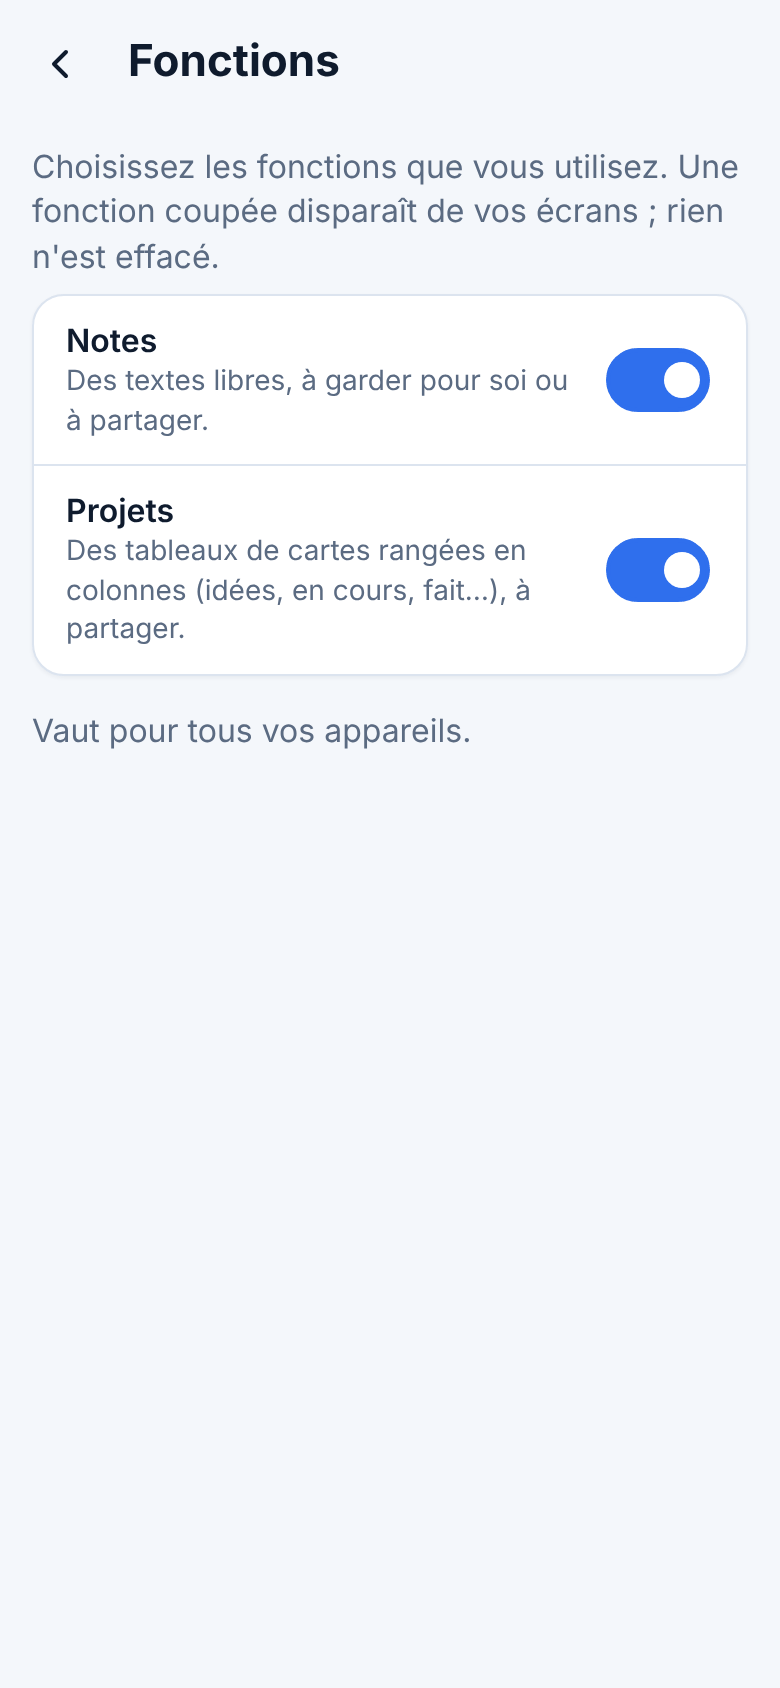 Fonctions
Choisissez les fonctions que vous utilisez. Une
fonction coupée disparaît de vos écrans ; rien
n'est effacé.
Notes
Des textes libres, à garder pour soi ou
à partager.
Projets
Des tableaux de cartes rangées en
colonnes (idées, en cours, fait...), à
partager.
Vaut pour tous vos appareils.